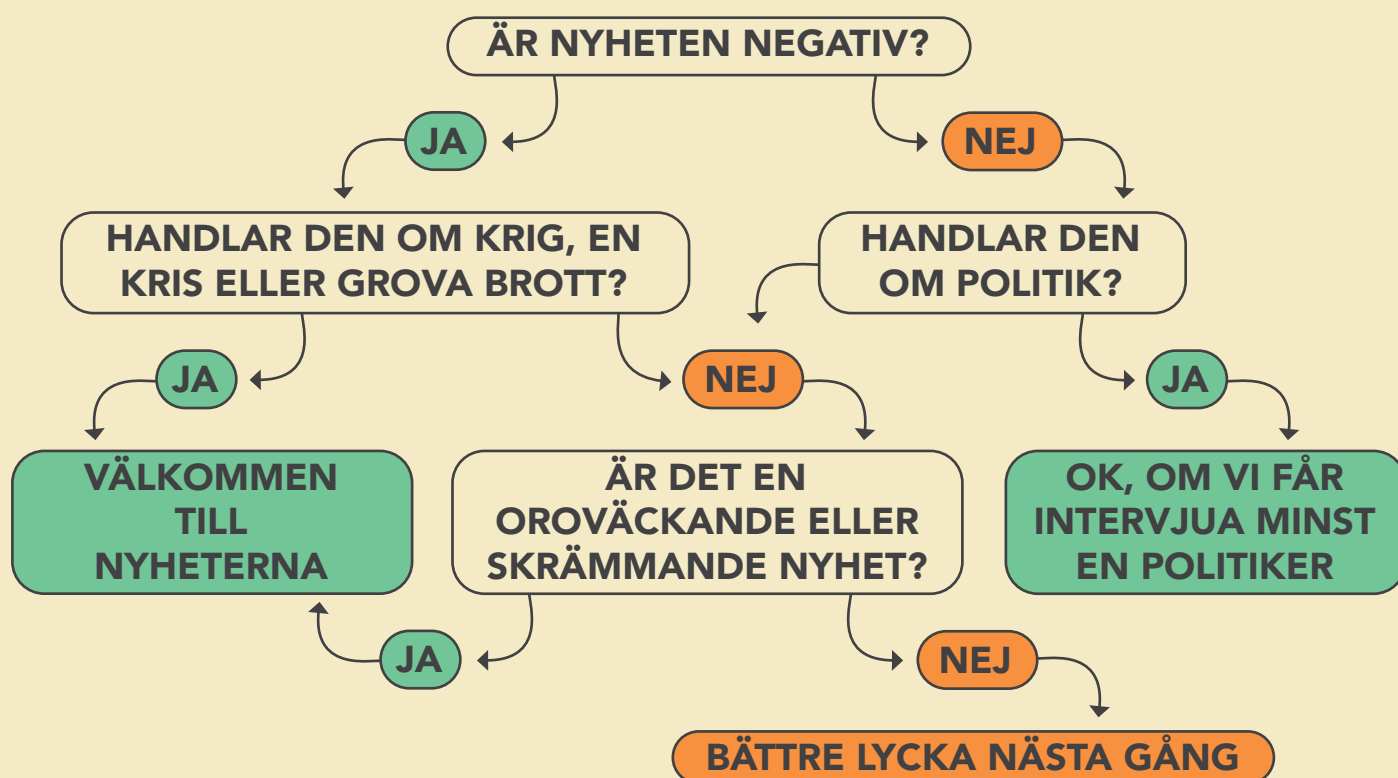 ÄR NYHETEN NEGATIV?
JA
NEJ
HANDLAR DEN OM KRIG, EN
KRIS ELLER GROVA BROTT?
HANDLAR DEN
OM POLITIK?
JA
NEJ
JA
VÄLKOMMEN
TILL
NYHETERNA
ÄR DET EN
OROVÄCKANDE ELLER
SKRÄMMANDE NYHET?
OK, OM VI FÅR
INTERVJUA MINST
EN POLITIKER
JA
NEJ
BÄTTRE LYCKA NÄSTA GÅNG